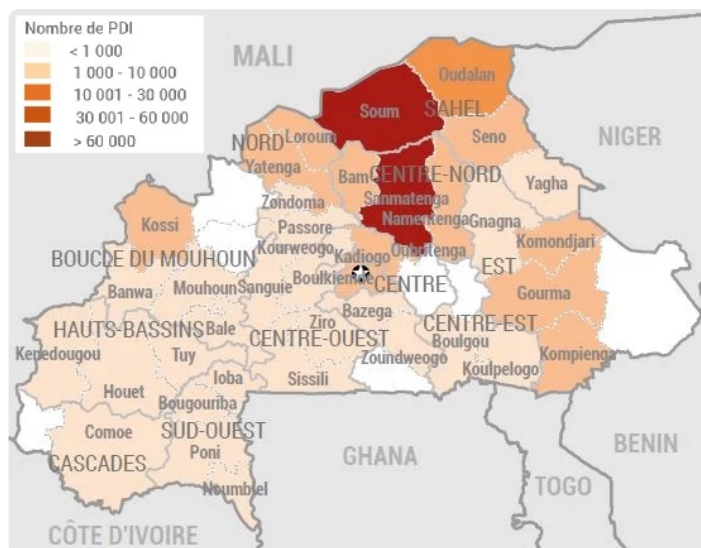 Nombre de PDI
< 1 000
1 000 - 10 000
10 001 - 30 000
30 001 - 60 000
> 60 000
MALI
Oudalan
Soum
SAHEL
NIGER
Loroum
NORD
Seno
Yatenga
Bam
CENTRE-NORD
Yagha
Sanmatenga
Zondoma
Namentenga
Kossi
Passore
Gnagna
Kourweogo
Komondjari
Oubritenga
BOUCLE DU MOUHOUN
Kadiogo
EST
Boulkiemde
CENTRE
Banwa
Mouhoun
Sanguie
Gourma
Bazega
HAUTS-BASSINS
Bale
Ziro
CENTRE-EST
CENTRE-OUEST
Boulgou
Kenedougou
Tuy
Zoundweogo
Kompienga
Koulpelogo
Ioba
Sissili
Houet
Bougouriba
Comoe
SUD-OUEST
Poni
CASCADES
GHANA
BENIN
TOGO
Noumbiel
CÔTE D'IVOIRE